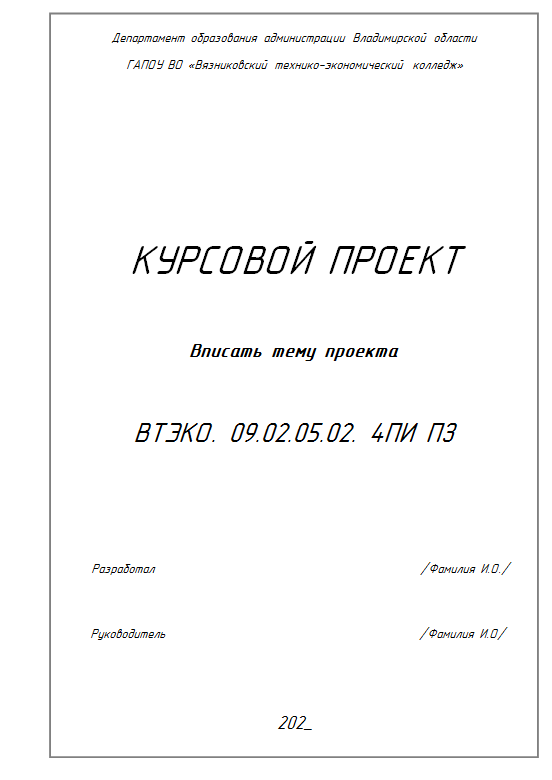 Департамент образования администрации Владимирской области
ГАПОУ ВО «Вязниковский технико-экономический колледж»
КУРСОВОЙ ПРОЕКТ
Вписать тему проекта
ВТЭКО. 09.02.05.02. 4ПИ ПЗ
Разработал /Фамилия И.О./
Руководитель /Фамилия И.О/
202_